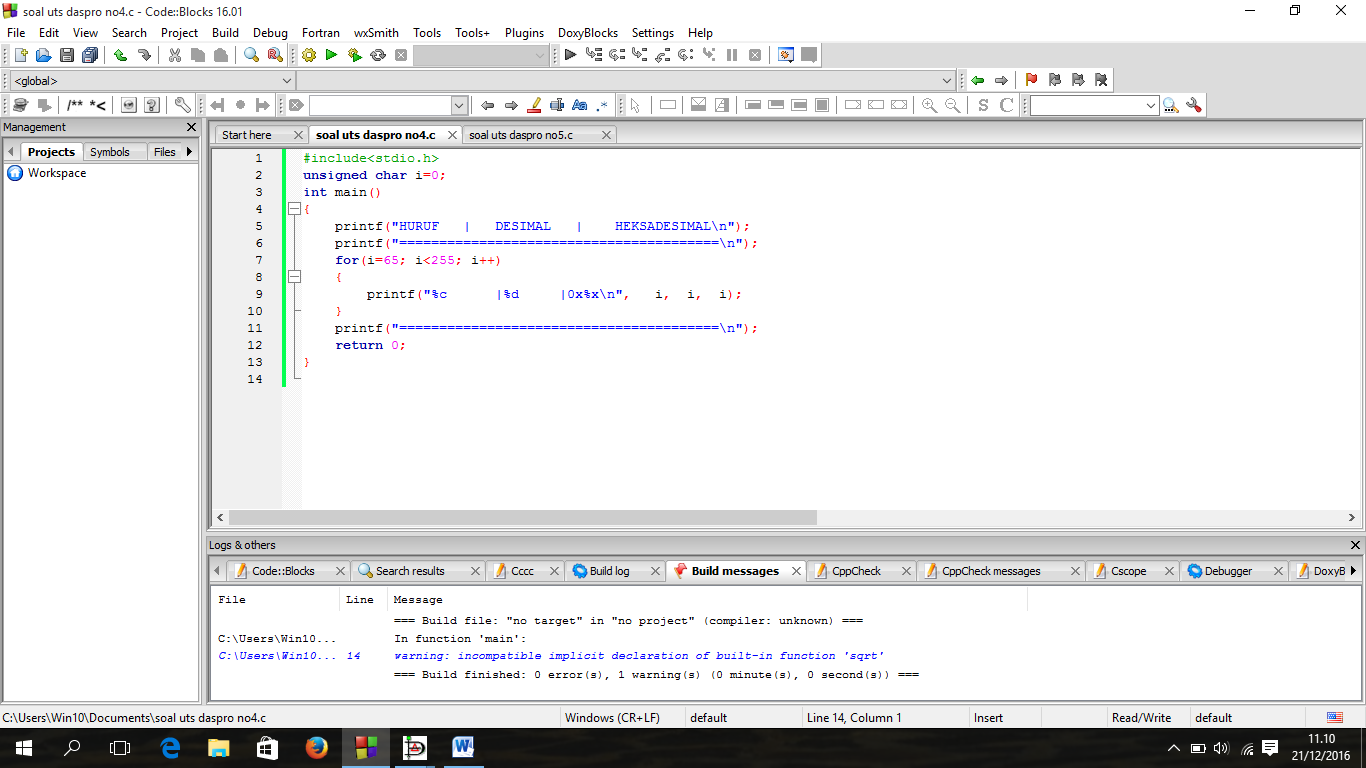 soal uts daspro no4.c - Code::Blocks 16.01
File Edit View Search Project Build Debug Fortran wxSmith Tools Tools+ Plugins DoxyBlocks Settings Help
<global>
/** *<
Aa .*
S C
Management
Projects Symbols Files
Workspace
Start here soal uts daspro no4.c soal uts daspro no5.c
1 #include<stdio.h>
2 unsigned char i=0;
3 int main()
4 {
5 printf("HURUF   |   DESIMAL   |    HEKSADESIMAL\n");
6 printf("========================================\n");
7 for(i=65; i<255; i++)
8 {
9 printf("%c      |%d     |0x%x\n",   i,  i,  i);
10 }
11 printf("========================================\n");
12 return 0;
13 }
14
Logs & others
Code::Blocks Search results Cccc Build log Build messages CppCheck CppCheck messages Cscope Debugger DoxyB
File Line Message
=== Build file: "no target" in "no project" (compiler: unknown) ===
C:\Users\Win10... In function 'main':
C:\Users\Win10... 14 warning: incompatible implicit declaration of built-in function 'sqrt'
=== Build finished: 0 error(s), 1 warning(s) (0 minute(s), 0 second(s)) ===
C:\Users\Win10\Documents\soal uts daspro no4.c Windows (CR+LF) default Line 14, Column 1 Insert Read/Write default
11.10
21/12/2016